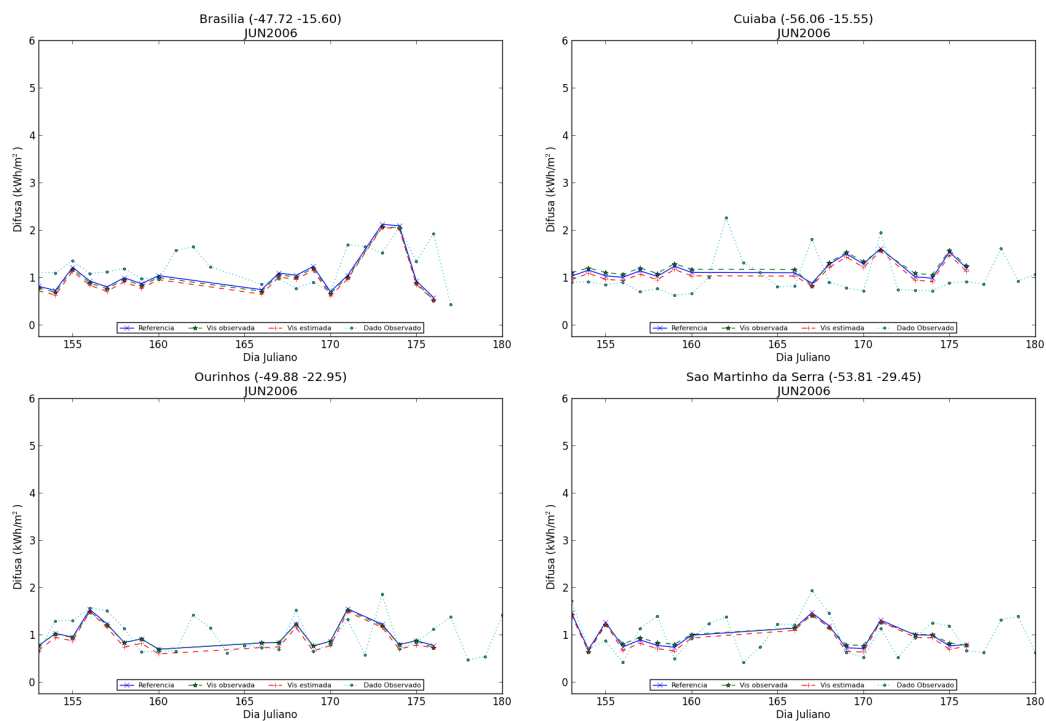 Brasilia (-47.72 -15.60)
JUN2006
6
5
4
3
2
1
0
Difusa (kWh/m²)
Referencia Vis observada Vis estimada Dado Observado
155 160 165 170 175 180
Dia Juliano
Cuiaba (-56.06 -15.55)
JUN2006
6
5
4
3
2
1
0
Difusa (kWh/m²)
Referencia Vis observada Vis estimada Dado Observado
155 160 165 170 175 180
Dia Juliano
Ourinhos (-49.88 -22.95)
JUN2006
6
5
4
3
2
1
0
Difusa (kWh/m²)
Referencia Vis observada Vis estimada Dado Observado
155 160 165 170 175 180
Dia Juliano
Sao Martinho da Serra (-53.81 -29.45)
JUN2006
6
5
4
3
2
1
0
Difusa (kWh/m²)
Referencia Vis observada Vis estimada Dado Observado
155 160 165 170 175 180
Dia Juliano